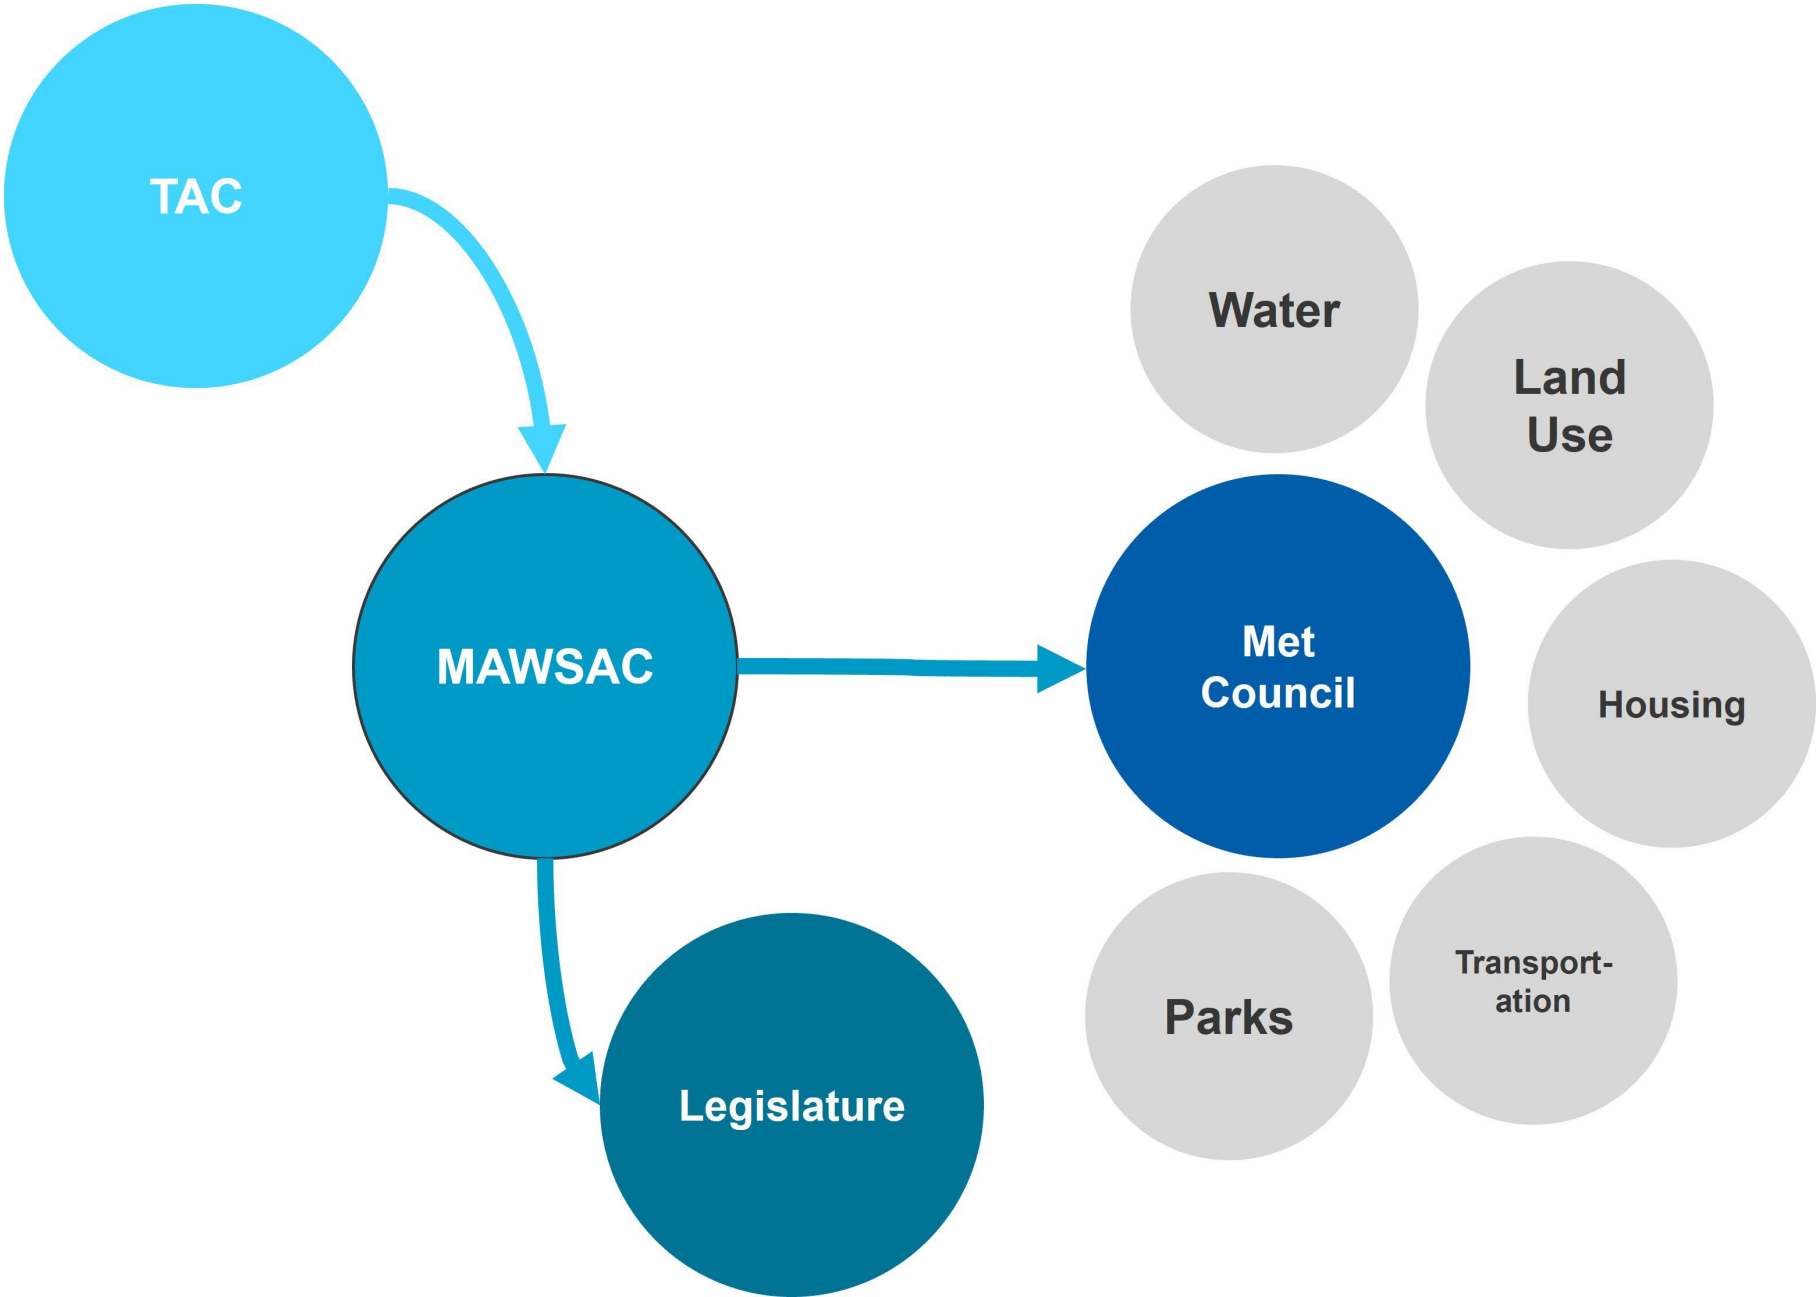 TAC
Water
Land
Use
MAWSAC
Met
Council
Housing
Transport-
ation
Parks
Legislature